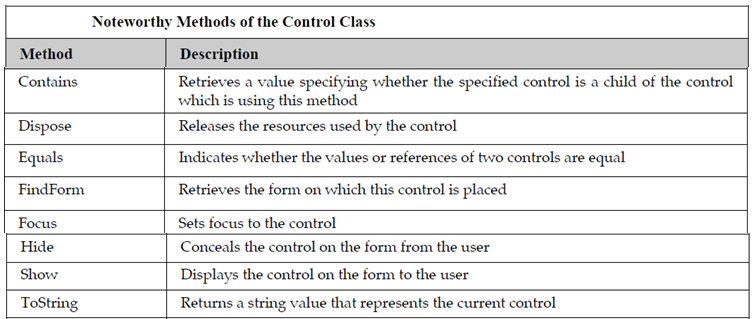 Noteworthy Methods of the Control Class
Method Description
Contains Retrieves a value specifying whether the specified control is a child of the control
which is using this method
Dispose Releases the resources used by the control
Equals Indicates whether the values or references of two controls are equal
FindForm Retrieves the form on which this control is placed
Focus Sets focus to the control
Hide Conceals the control on the form from the user
Show Displays the control on the form to the user
ToString Returns a string value that represents the current control